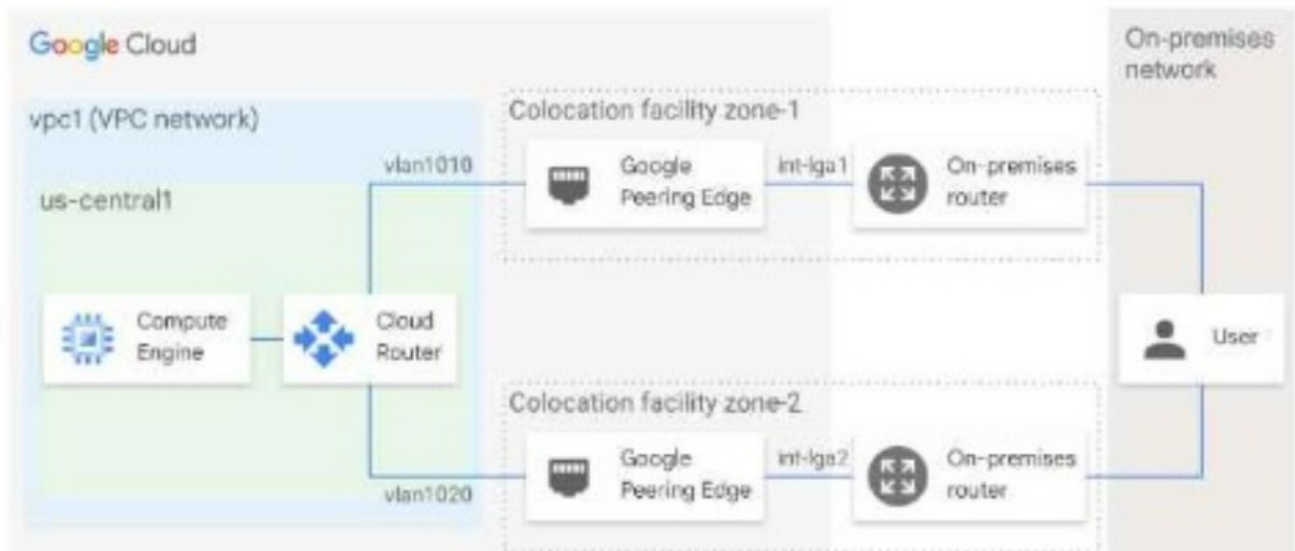 Google Cloud
On-premises
network
vpc1 (VPC network)
Colocation facility zone-1
vlan1010
Google
Peering Edge
int-lga1
On-premises
router
us-central1
Compute
Engine
Cloud
Router
User
Colocation facility zone-2
Google
Peering Edge
int-lga2
On-premises
router
vlan1020